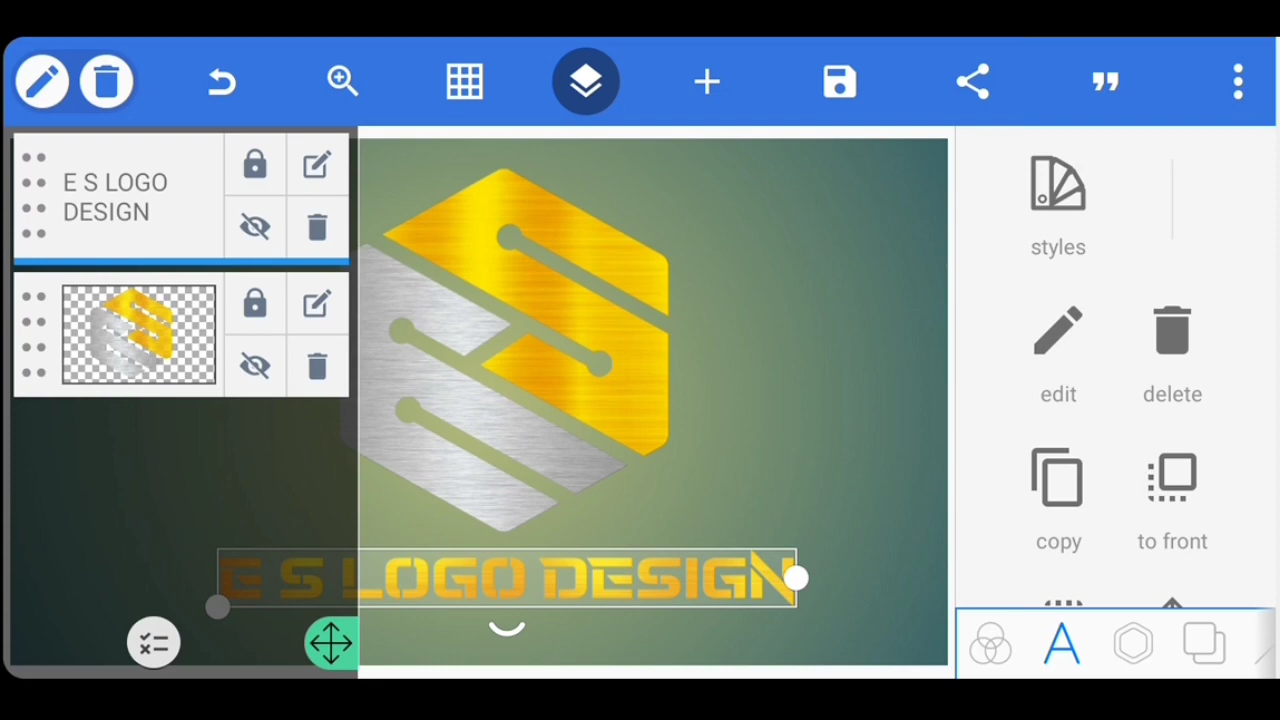 E S LOGO
DESIGN
styles
edit
delete
copy
to front
E S LOGO DESIGN